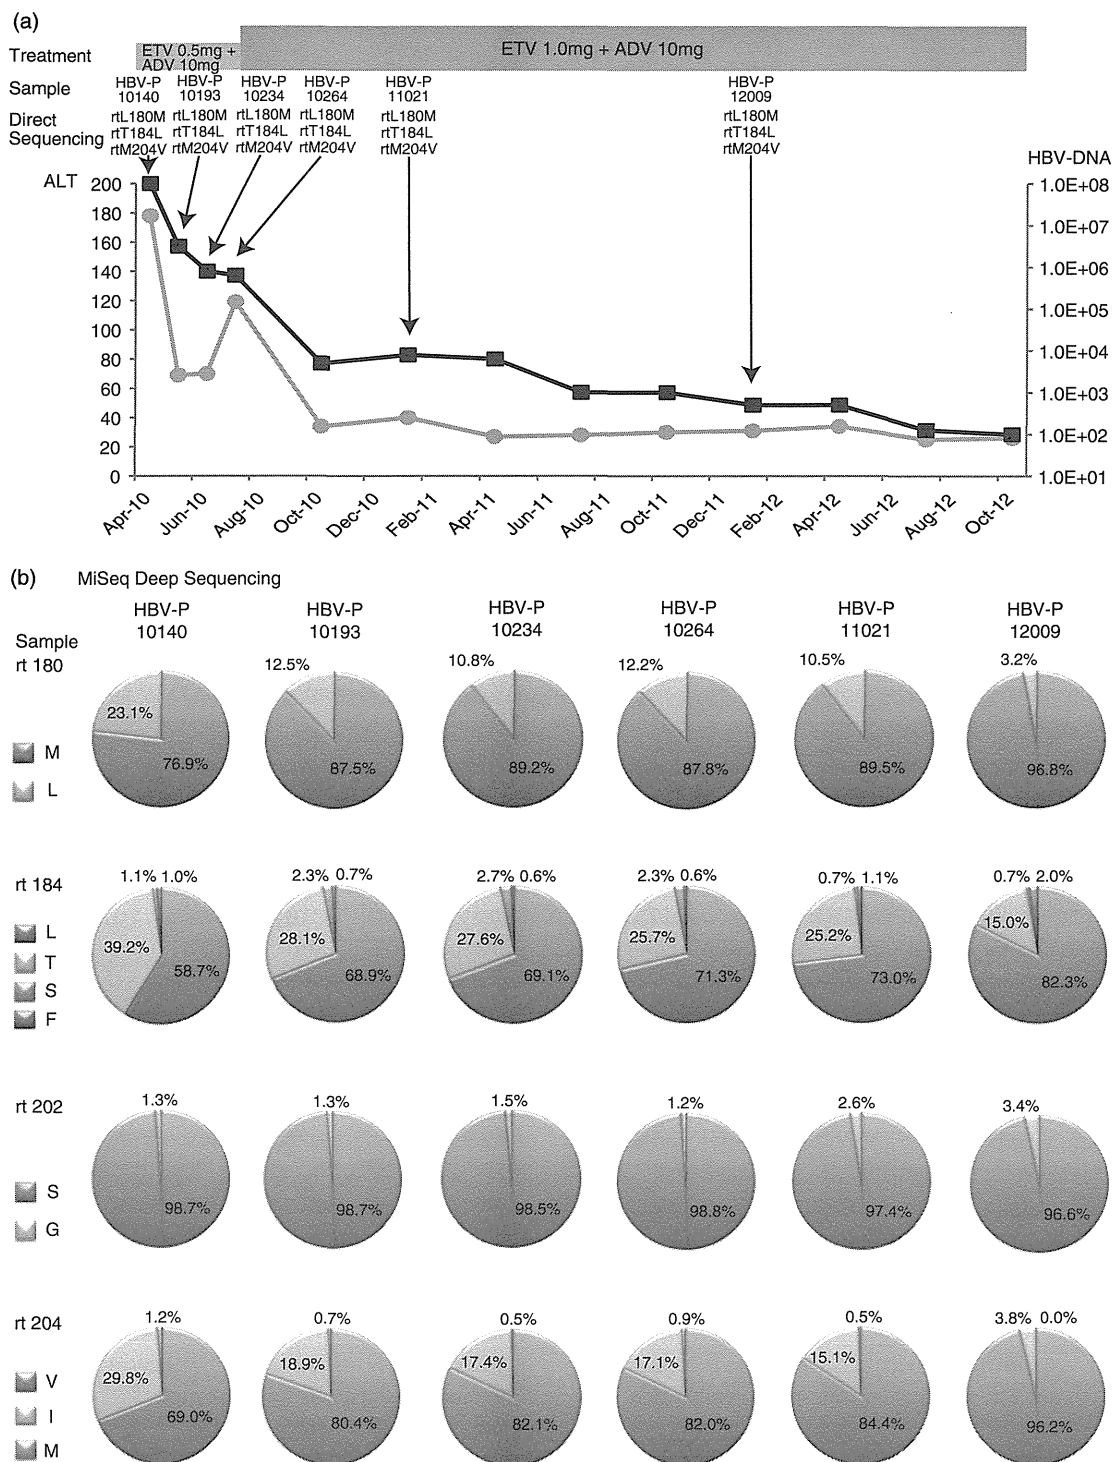 (a)
Treatment
ETV 0.5mg +
ADV 10mg
ETV 1.0mg + ADV 10mg
Sample
HBV-P
10140
HBV-P
10193
HBV-P
10234
HBV-P
10264
HBV-P
11021
HBV-P
12009
Direct
Sequencing
rtL180M
rtT184L
rtM204V
rtL180M
rtT184L
rtM204V
rtL180M
rtT184L
rtM204V
rtL180M
rtT184L
rtM204V
rtL180M
rtT184L
rtM204V
rtL180M
rtT184L
rtM204V
ALT
200
180
160
140
120
100
80
60
40
20
0
HBV-DNA
1.0E+08
1.0E+07
1.0E+06
1.0E+05
1.0E+04
1.0E+03
1.0E+02
1.0E+01
Apr-10
Jun-10
Aug-10
Oct-10
Dec-10
Feb-11
Apr-11
Jun-11
Aug-11
Oct-11
Dec-11
Feb-12
Apr-12
Jun-12
Aug-12
Oct-12
(b) MiSeq Deep Sequencing
Sample
HBV-P
10140
HBV-P
10193
HBV-P
10234
HBV-P
10264
HBV-P
11021
HBV-P
12009
rt 180
M
L
23.1%
76.9%
12.5%
87.5%
10.8%
89.2%
12.2%
87.8%
10.5%
89.5%
3.2%
96.8%
rt 184
L
T
S
F
1.1% 1.0%
39.2%
58.7%
2.3% 0.7%
28.1%
68.9%
2.7% 0.6%
27.6%
69.1%
2.3% 0.6%
25.7%
71.3%
0.7% 1.1%
25.2%
73.0%
0.7% 2.0%
15.0%
82.3%
rt 202
S
G
1.3%
98.7%
1.3%
98.7%
1.5%
98.5%
1.2%
98.8%
2.6%
97.4%
3.4%
96.6%
rt 204
V
I
M
1.2%
29.8%
69.0%
0.7%
18.9%
80.4%
0.5%
17.4%
82.1%
0.9%
17.1%
82.0%
0.5%
15.1%
84.4%
3.8% 0.0%
96.2%